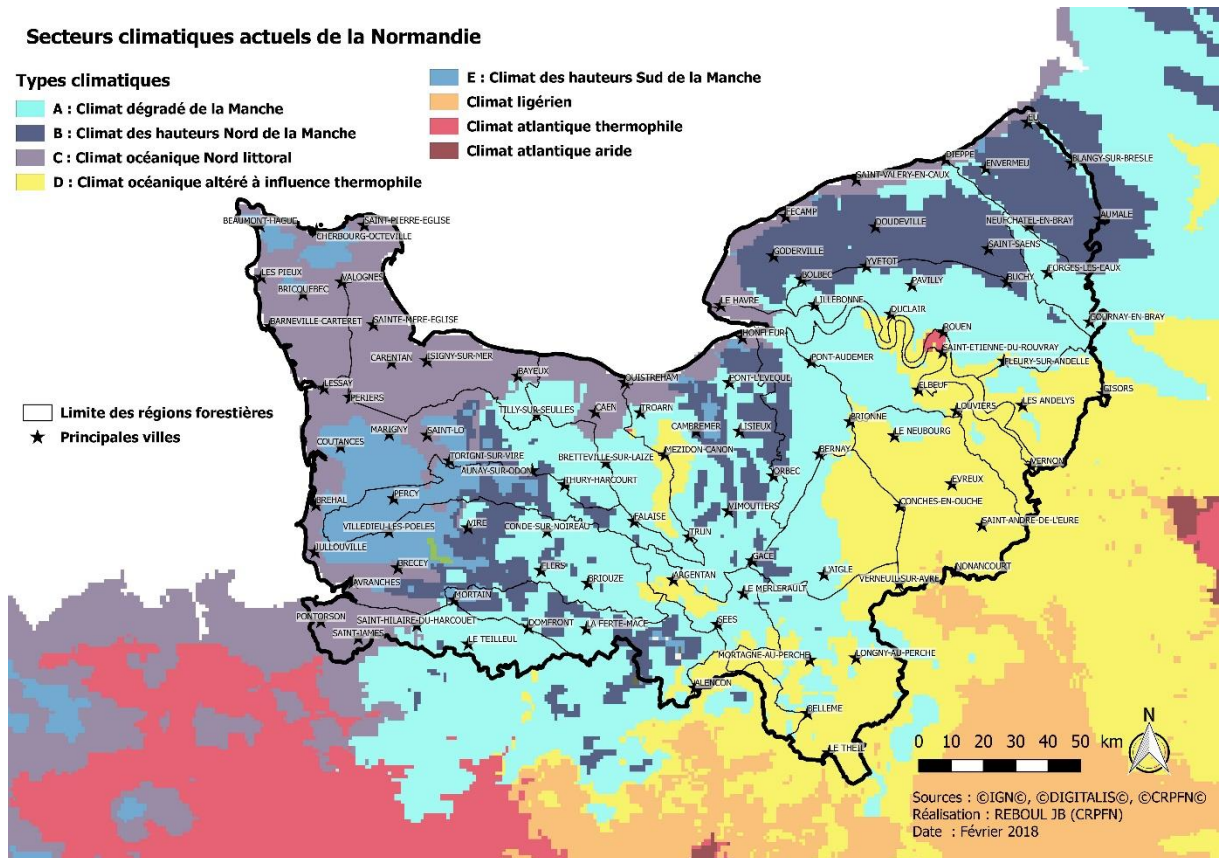 Secteurs climatiques actuels de la Normandie
Types climatiques
A : Climat dégradé de la Manche
B : Climat des hauteurs Nord de la Manche
C : Climat océanique Nord littoral
D : Climat océanique altéré à influence thermophile
E : Climat des hauteurs Sud de la Manche
Climat ligérien
Climat atlantique thermophile
Climat atlantique aride
Limite des régions forestières
Principales villes
EU
DIEPPE
ENVERMEU
BLANGY-SUR-BRESLE
SAINT-VALERY-EN-CAUX
FECAMP
DOUDEVILLE
NEUFCHATEL-EN-BRAY
AUMALE
BEAUMONT-HAGUE
SAINT-PIERRE-EGLISE
CHERBOURG-OCTEVILLE
GODERVILLE
SAINT-SAENS
YVETOT
LES PIEUX
VALOGNES
BOLBEC
PAVILLY
BUCHY
FORGES-LES-EAUX
BRICQUEBEC
LE HAVRE
LILLEBONNE
DUCLAIR
GOURNAY-EN-BRAY
BARNEVILLE-CARTERET
SAINTE-MERE-EGLISE
HONFLEUR
ROUEN
SAINT-ETIENNE-DU-ROUVRAY
CARENTAN
ISIGNY-SUR-MER
PONT-AUDEMER
FLEURY-SUR-ANDELLE
BAYEUX
OUISTREHAM
PONT-L'EVEQUE
LESSAY
PERIERS
ELBEUF
GISORS
TILLY-SUR-SEULLES
CAEN
TROARN
LOUVIERS
LES ANDELYS
BRIONNE
MARIGNY
SAINT-LO
CAMBREMER
LISIEUX
LE NEUBOURG
COUTANCES
TORIGNI-SUR-VIRE
BRETTEVILLE-SUR-LAIZE
MEZIDON-CANON
BERNAY
VERNON
AUNAY-SUR-ODON
THURY-HARCOURT
ORBEC
EVREUX
BREHAL
PERCY
CONCHES-EN-OUCHE
VILLEDIEU-LES-POELES
VIRE
CONDE-SUR-NOIREAU
FALAISE
VIMOUTIERS
SAINT-ANDRE-DE-L'EURE
TRUN
JULLOUVILLE
BRECEY
FLERS
GACE
L'AIGLE
NONANCOURT
AVRANCHES
BRIOUZE
ARGENTAN
VERNEUIL-SUR-AVRE
MORTAIN
LE MERLERAULT
PONTORSON
SAINT-HILAIRE-DU-HARCOUET
DOMFRONT
LA FERTE-MACE
SEES
SAINT-JAMES
LE TEILLEUL
MORTAGNE-AU-PERCHE
LONGNY-AU-PERCHE
ALENCON
BELLEME
LE THEIL
N
0 10 20 30 40 50 km
Sources : ©IGN©, ©DIGITALIS©, ©CRPFN©
Réalisation : REBOUL JB (CRPFN)
Date : Février 2018